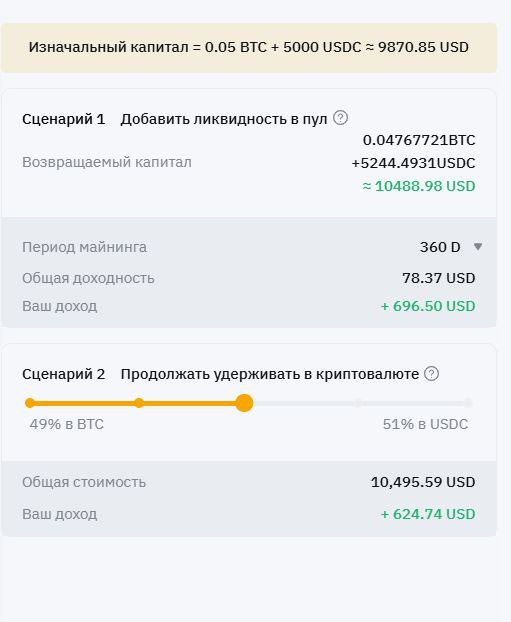 Изначальный капитал = 0.05 BTC + 5000 USDC ≈ 9870.85 USD
Сценарий 1 Добавить ликвидность в пул ?
0.04767721BTC
Возвращаемый капитал +5244.4931USDC
≈ 10488.98 USD
Период майнинга 360 D
Общая доходность 78.37 USD
Ваш доход + 696.50 USD
Сценарий 2 Продолжать удерживать в криптовалюте ?
49% в BTC 51% в USDC
Общая стоимость 10,495.59 USD
Ваш доход + 624.74 USD